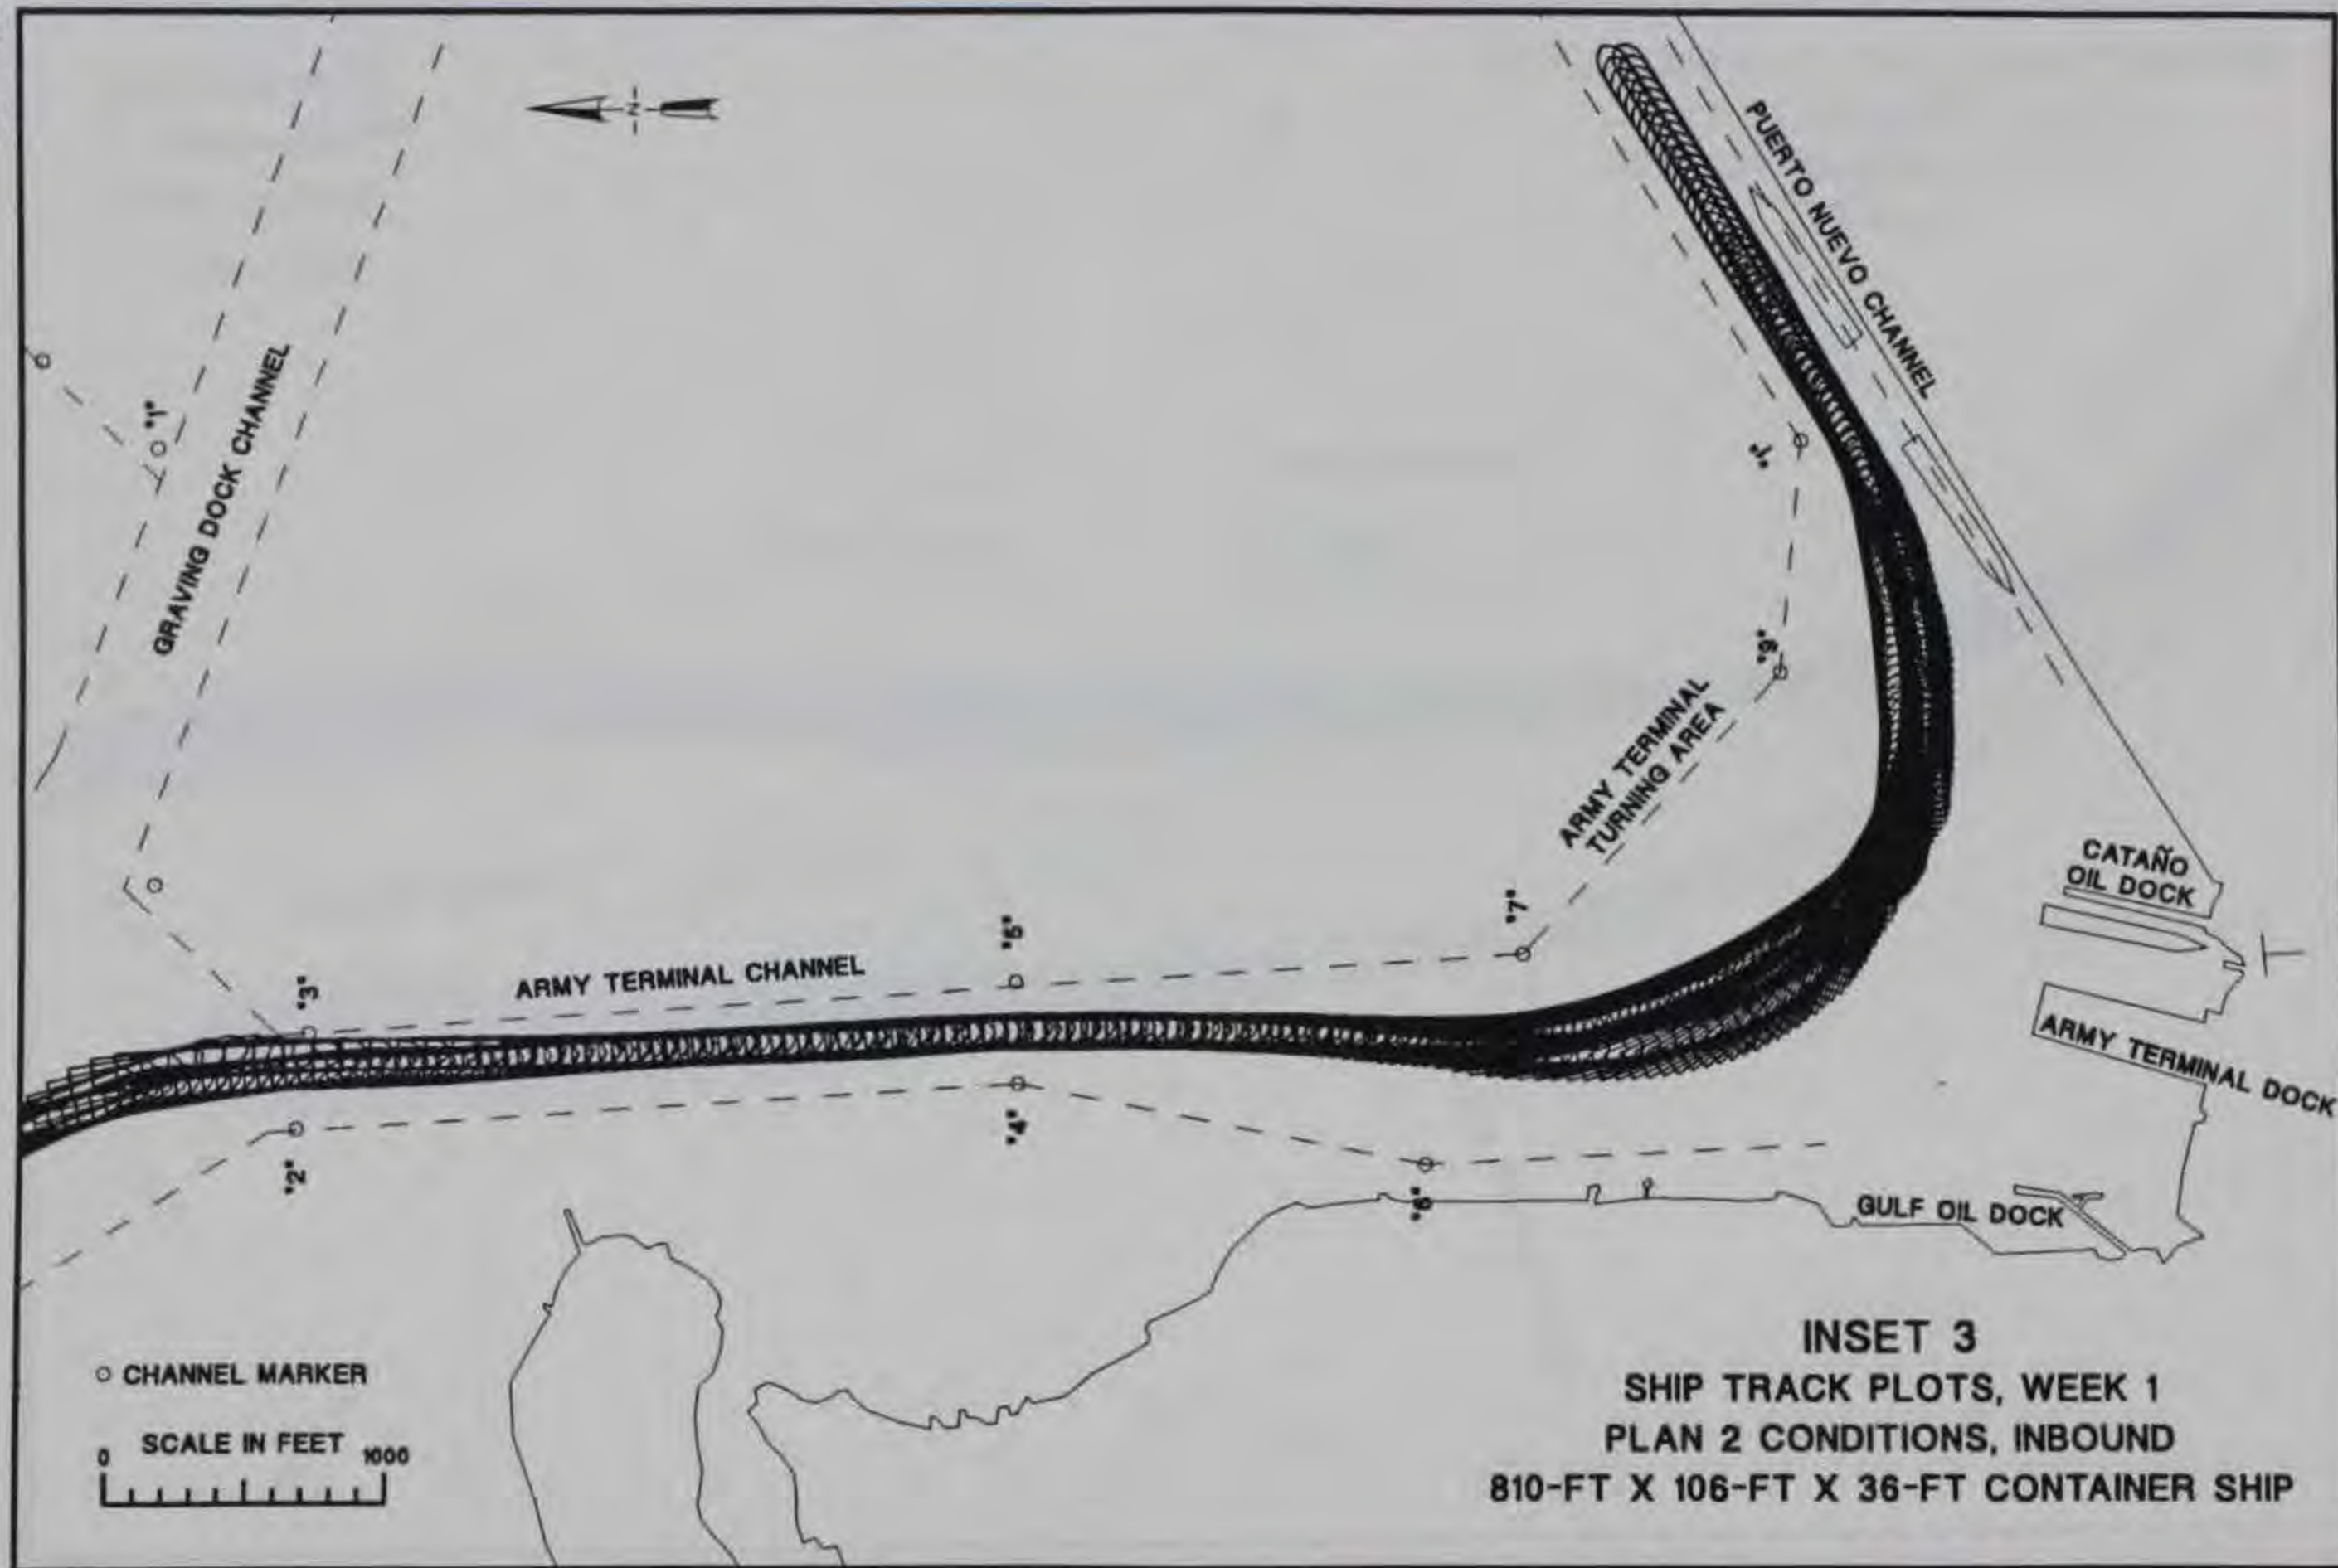 N
PUERTO NUEVO CHANNEL
"1"
GRAVING DOCK CHANNEL
"J"
"9"
ARMY TERMINAL
TURNING AREA
CATAÑO
OIL DOCK
"7"
"5"
"3"
ARMY TERMINAL CHANNEL
ARMY TERMINAL DOCK
"4"
"2"
"6"
GULF OIL DOCK
CHANNEL MARKER
SCALE IN FEET
0 1000
INSET 3
SHIP TRACK PLOTS, WEEK 1
PLAN 2 CONDITIONS, INBOUND
810-FT X 106-FT X 36-FT CONTAINER SHIP